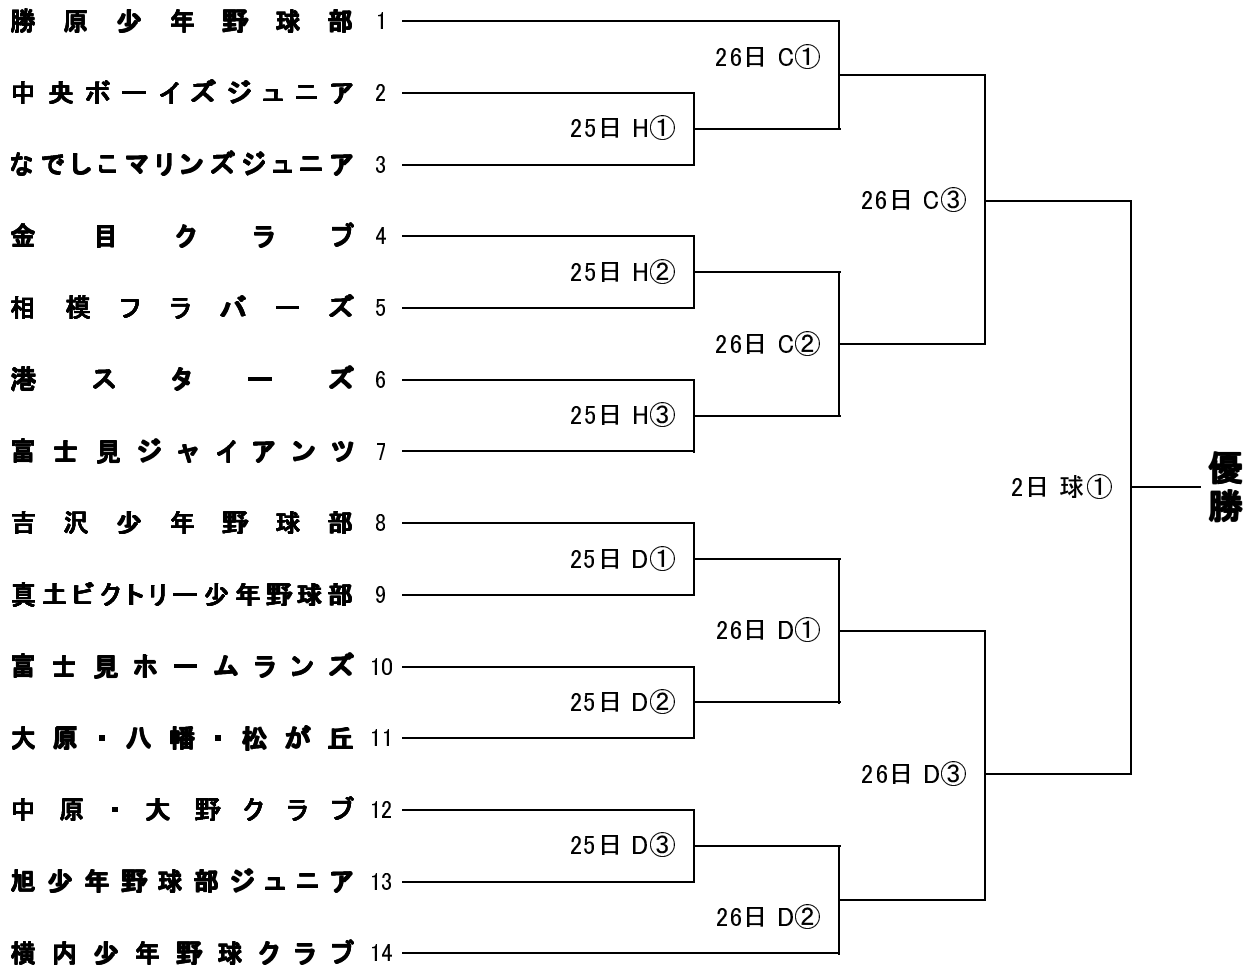 勝原少年野球部 1
26日 C①
中央ボーイズジュニア 2
25日 H①
なでしこマリンズジュニア 3
26日 C③
金目クラブ 4
25日 H②
相模フラバーズ 5
26日 C②
港スターズ 6
25日 H③
富士見ジャイアンツ 7
優勝
2日 球①
吉沢少年野球部 8
25日 D①
真土ビクトリー少年野球部 9
26日 D①
富士見ホームランズ 10
25日 D②
大原・八幡・松が丘 11
26日 D③
中原・大野クラブ 12
25日 D③
旭少年野球部ジュニア 13
26日 D②
横内少年野球クラブ 14